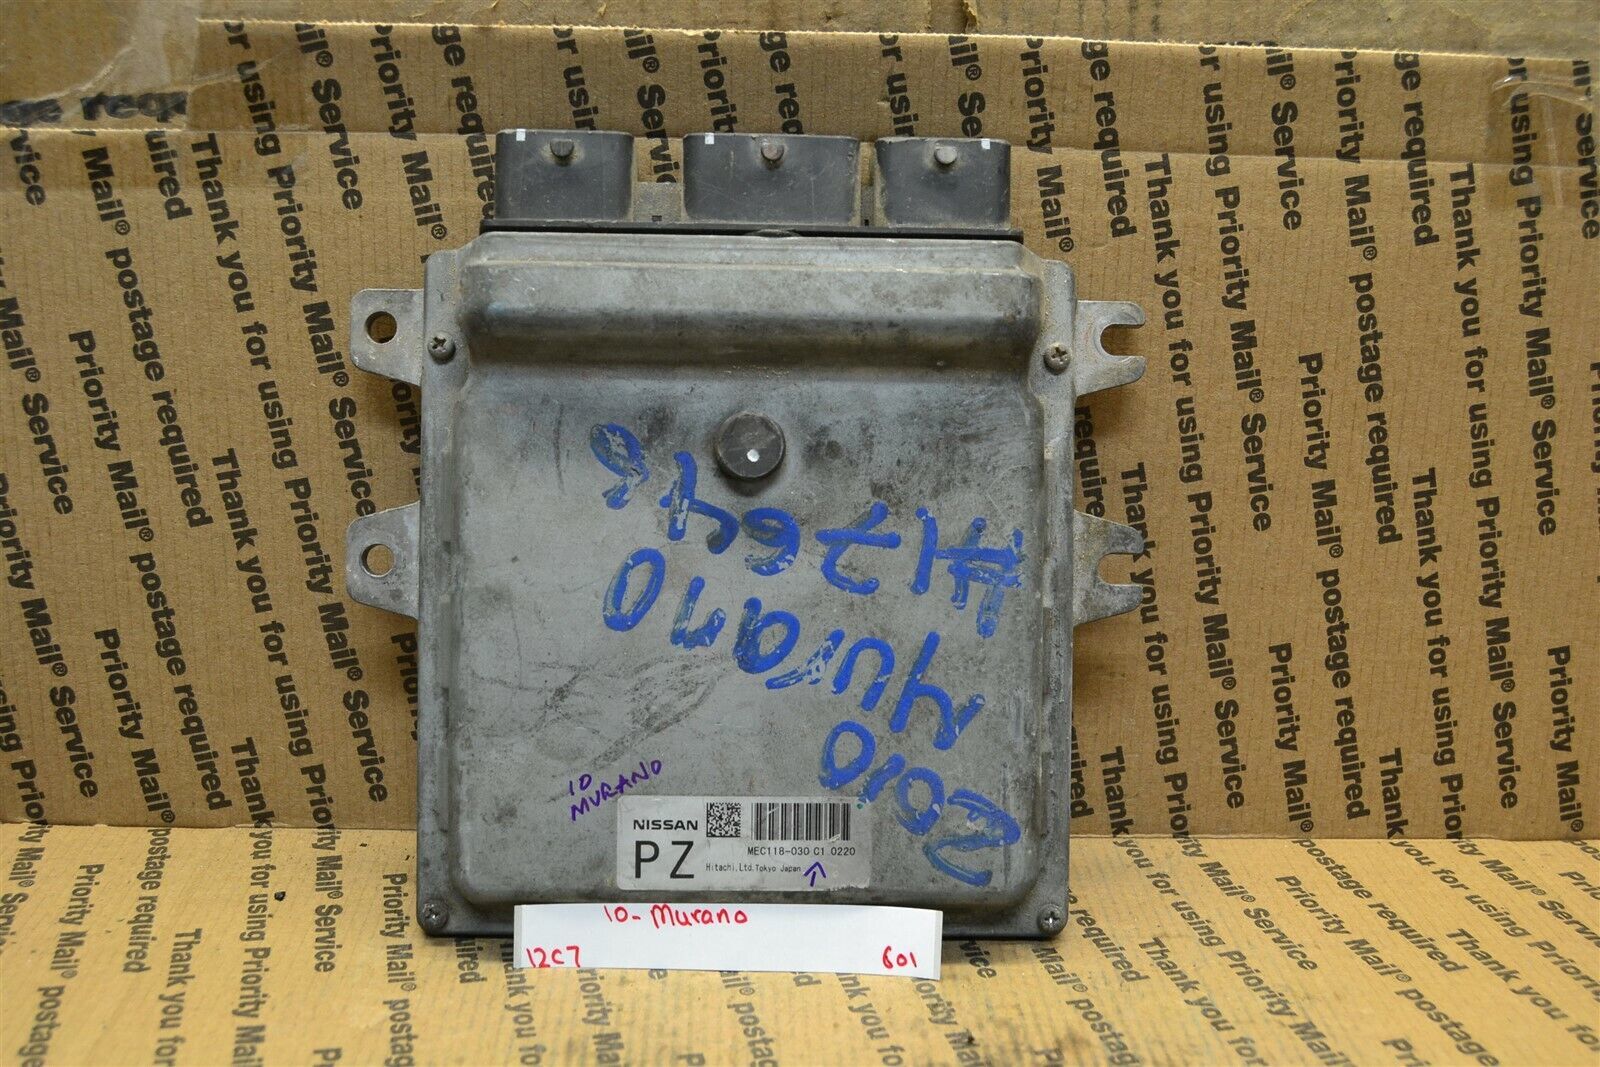 #17648
Murano
2010
10
MURANO
NISSAN
PZ
MEC118-030 C1 0220
Hitachi,Ltd.Tokyo Japan
10-Murano
12C7 601
Thank you for using Priority Mail® Service
Priority Mail® postage required